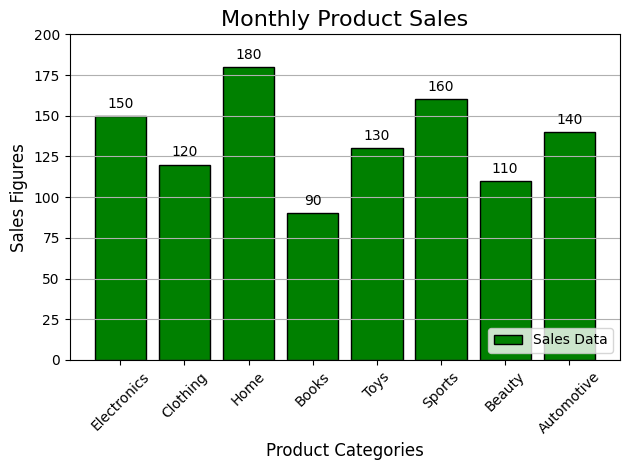 Monthly Product Sales
200
175
150
125
100
75
50
25
0
Sales Figures
150
120
180
90
130
160
110
140
Sales Data
Electronics
Clothing
Home
Books
Toys
Sports
Beauty
Automotive
Product Categories